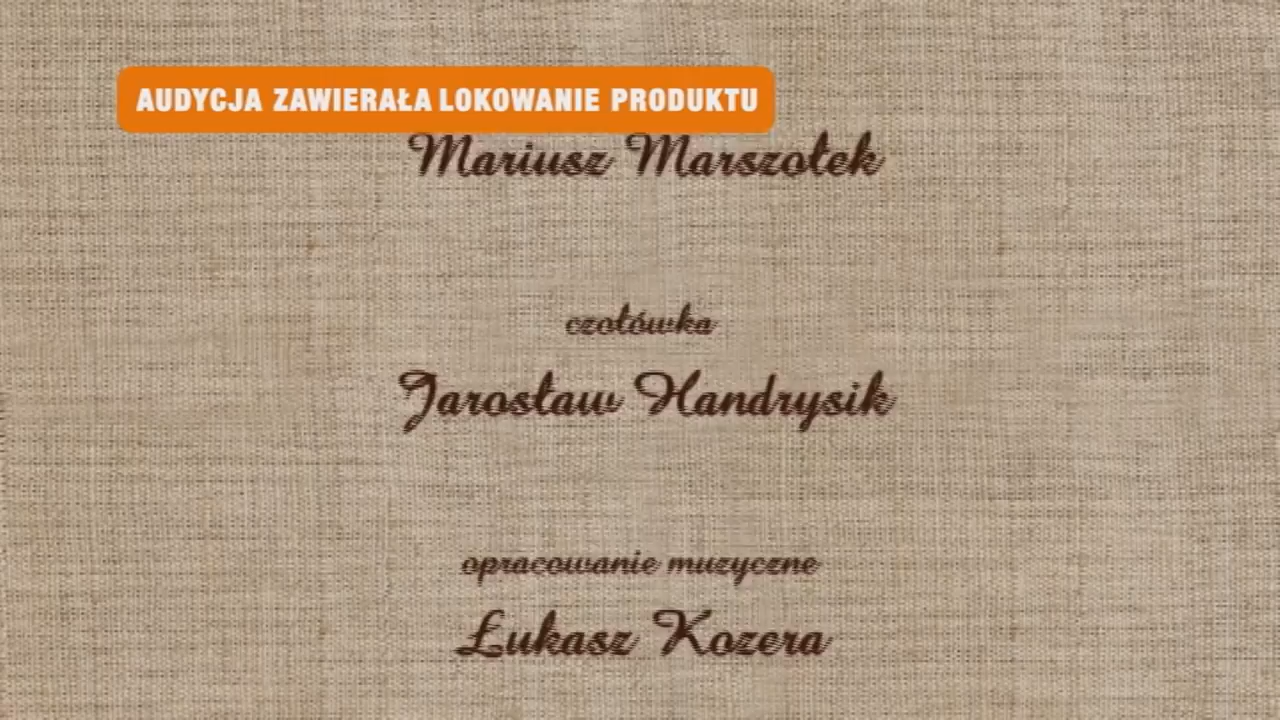 AUDYCJA ZAWIERAŁA LOKOWANIE PRODUKTU
Mariusz Marszołek
czołówka
Jarosław Handrysik
opracowanie muzyczne
Łukasz Kozera